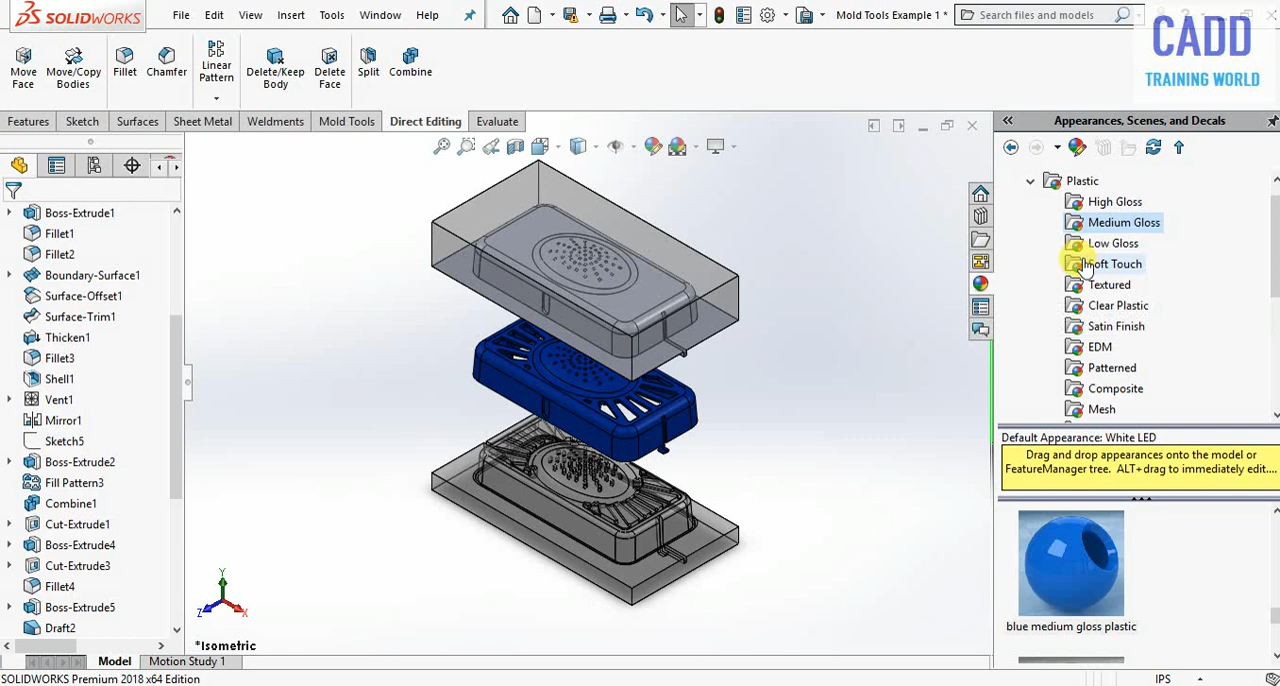 SOLIDWORKS
File Edit View Insert Tools Window Help
Mold Tools Example 1 *
Search files and models
CADD
TRAINING WORLD
Move Face
Move/Copy Bodies
Fillet
Chamfer
Linear Pattern
Delete/Keep Body
Delete Face
Split
Combine
Features Sketch Surfaces Sheet Metal Weldments Mold Tools Direct Editing Evaluate
Boss-Extrude1
Fillet1
Fillet2
Boundary-Surface1
Surface-Offset1
Surface-Trim1
Thicken1
Fillet3
Shell1
Vent1
Mirror1
Sketch5
Boss-Extrude2
Fill Pattern3
Combine1
Cut-Extrude1
Boss-Extrude4
Cut-Extrude3
Fillet4
Boss-Extrude5
Draft2
Y
Z
X
*Isometric
Model Motion Study 1
SOLIDWORKS Premium 2018 x64 Edition
IPS
Appearances, Scenes, and Decals
Plastic
High Gloss
Medium Gloss
Low Gloss
oft Touch
Textured
Clear Plastic
Satin Finish
EDM
Patterned
Composite
Mesh
Default Appearance: White LED
Drag and drop appearances onto the model or
FeatureManager tree. ALT+drag to immediately edit....
blue medium gloss plastic